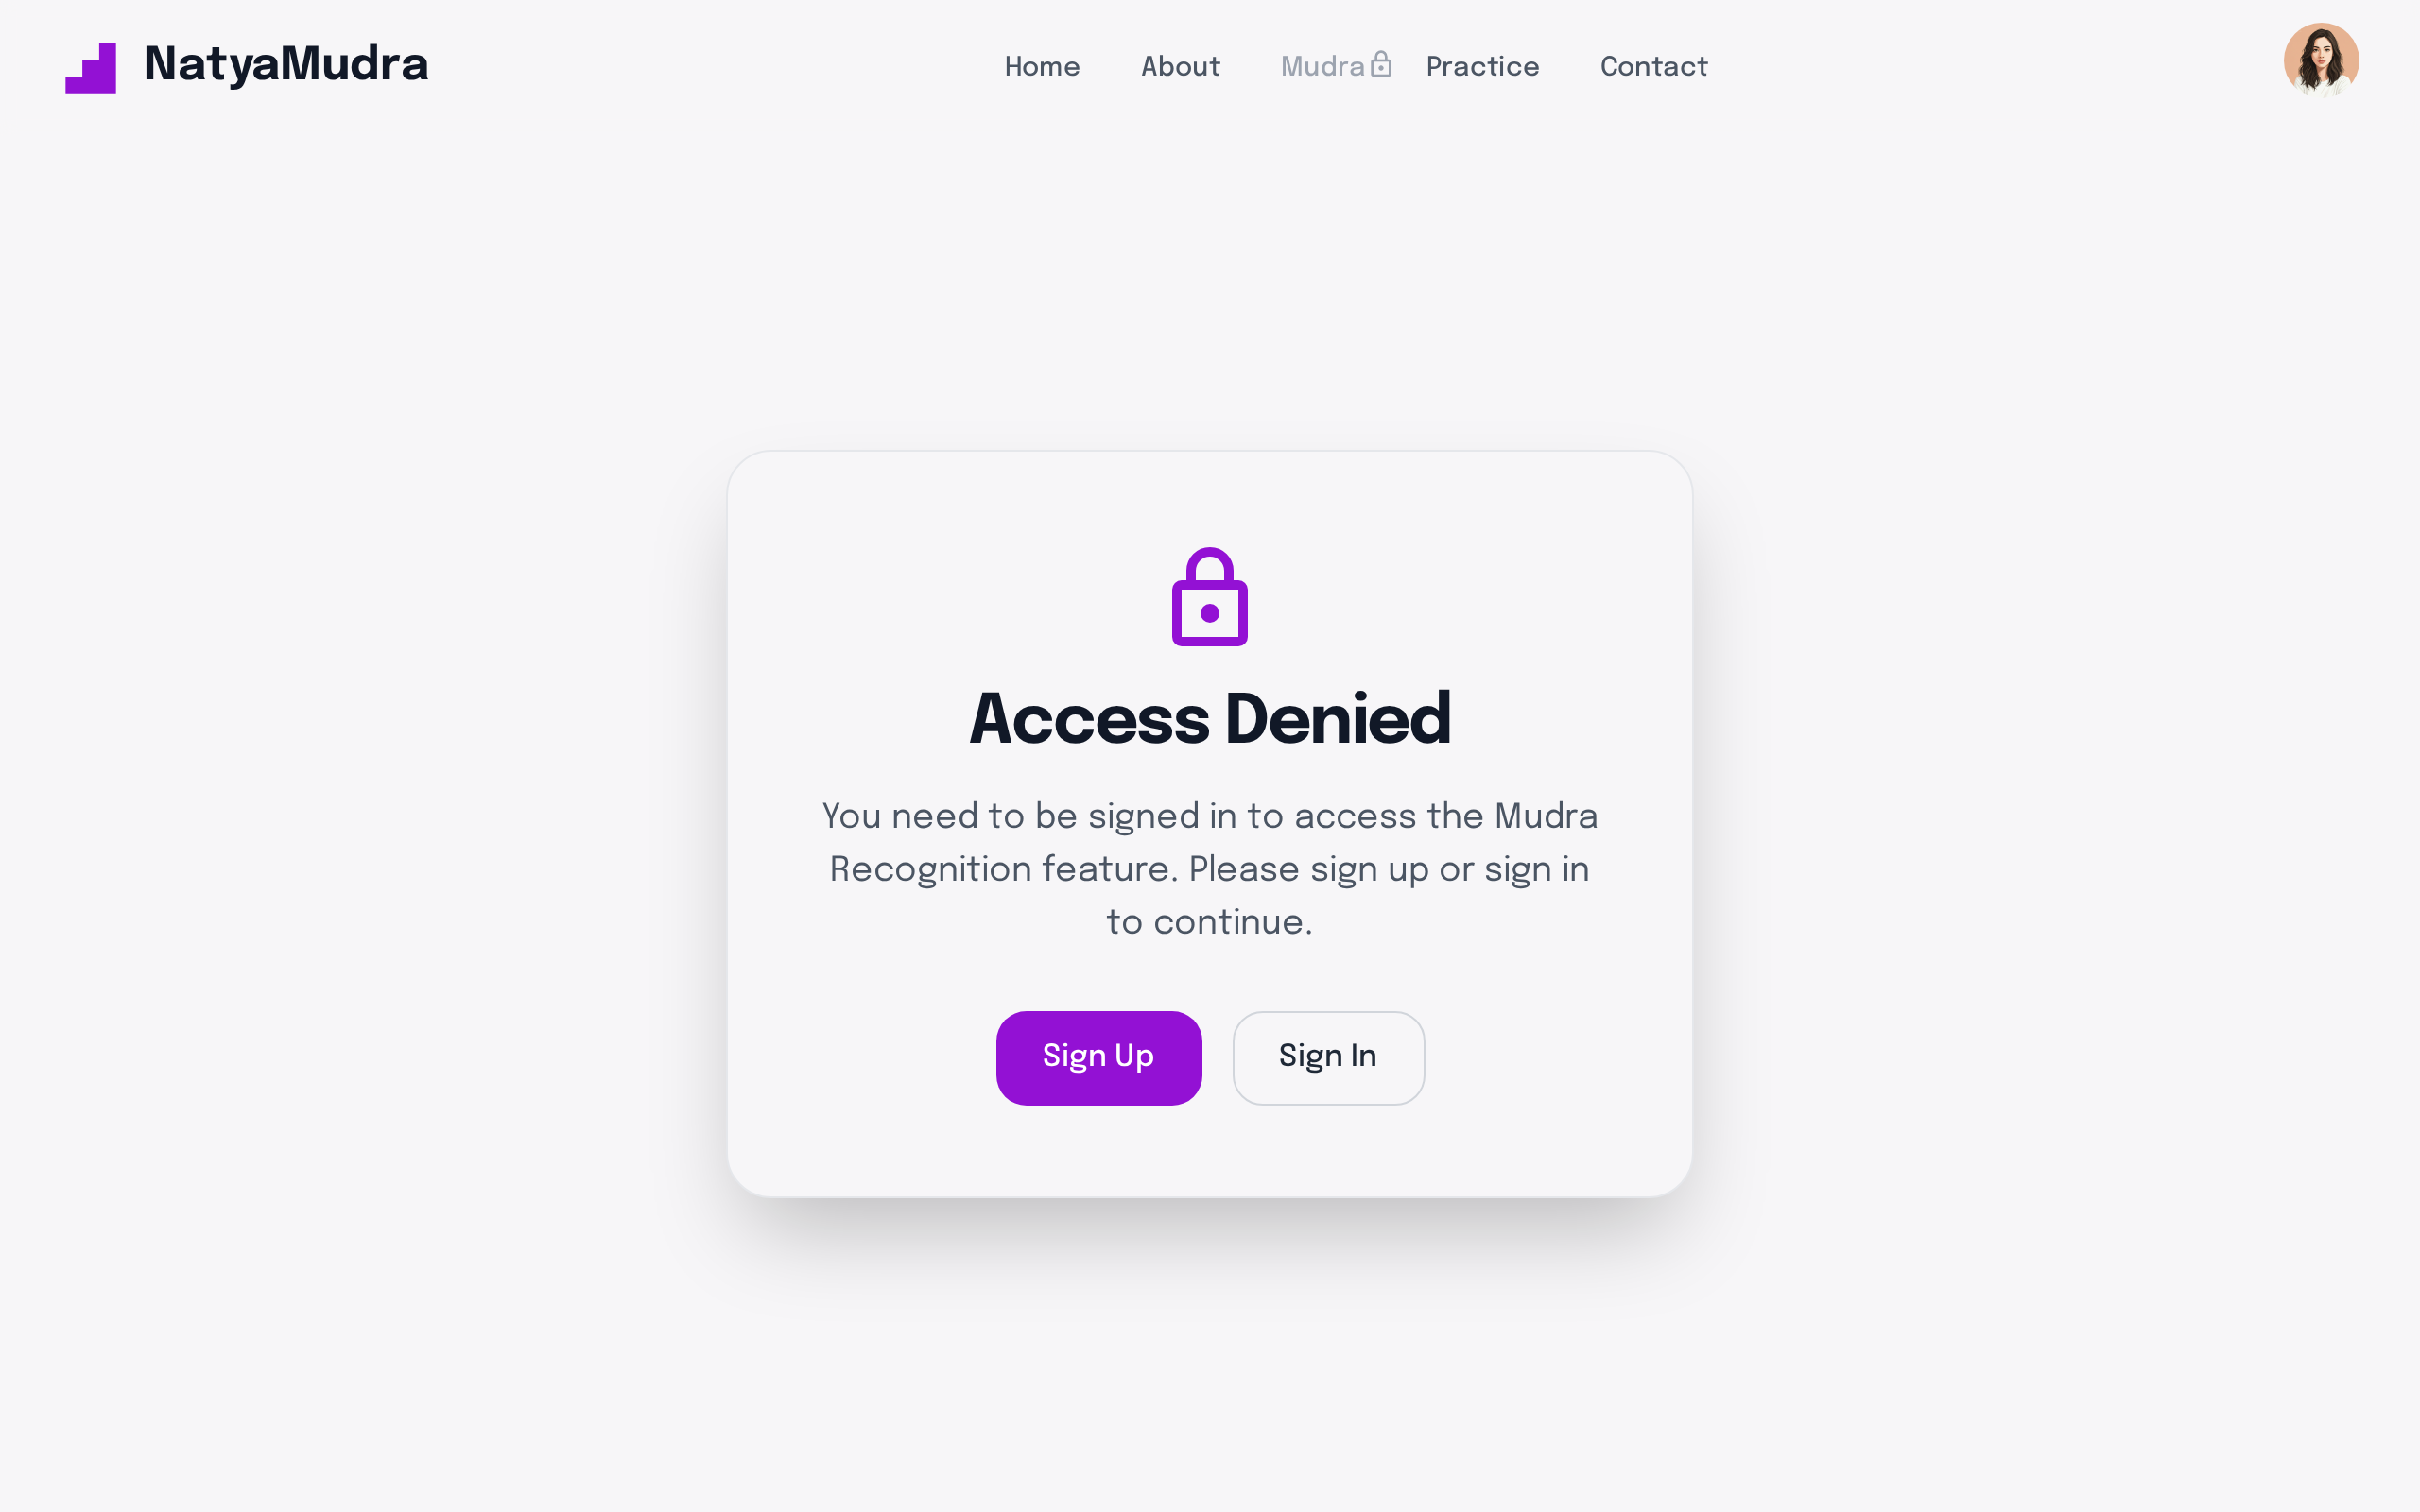 NatyaMudra
Home About Mudra Practice Contact
Access Denied
You need to be signed in to access the Mudra
Recognition feature. Please sign up or sign in
to continue.
Sign Up Sign In